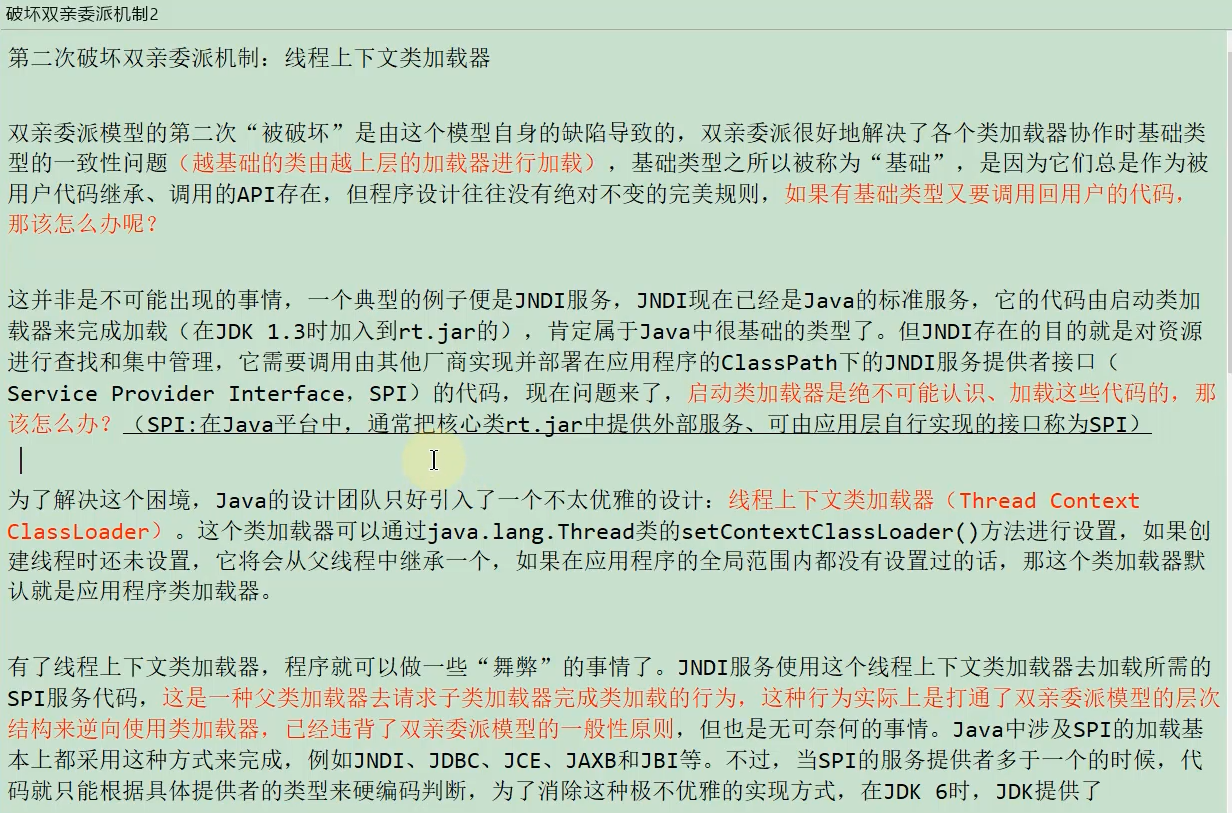 破坏双亲委派机制2
第二次破坏双亲委派机制：线程上下文类加载器
双亲委派模型的第二次“被破坏”是由这个模型自身的缺陷导致的，双亲委派很好地解决了各个类加载器协作时基础类
型的一致性问题（越基础的类由越上层的加载器进行加载），基础类型之所以被称为“基础”，是因为它们总是作为被
用户代码继承、调用的API存在，但程序设计往往没有绝对不变的完美规则，如果有基础类型又要调用回用户的代码，
那该怎么办呢？
这并非是不可能出现的事情，一个典型的例子便是JNDI服务，JNDI现在已经是Java的标准服务，它的代码由启动类加
载器来完成加载（在JDK 1.3时加入到rt.jar的），肯定属于Java中很基础的类型了。但JNDI存在的目的就是对资源
进行查找和集中管理，它需要调用由其他厂商实现并部署在应用程序的ClassPath下的JNDI服务提供者接口（
Service Provider Interface，SPI）的代码，现在问题来了，启动类加载器是绝不可能认识、加载这些代码的，那
该怎么办？（SPI:在Java平台中，通常把核心类rt.jar中提供外部服务、可由应用层自行实现的接口称为SPI）
为了解决这个困境，Java的设计团队只好引入了一个不太优雅的设计：线程上下文类加载器（Thread Context
ClassLoader）。这个类加载器可以通过java.lang.Thread类的setContextClassLoader()方法进行设置，如果创
建线程时还未设置，它将会从父线程中继承一个，如果在应用程序的全局范围内都没有设置过的话，那这个类加载器默
认就是应用程序类加载器。
有了线程上下文类加载器，程序就可以做一些“舞弊”的事情了。JNDI服务使用这个线程上下文类加载器去加载所需的
SPI服务代码，这是一种父类加载器去请求子类加载器完成类加载的行为，这种行为实际上是打通了双亲委派模型的层次
结构来逆向使用类加载器，已经违背了双亲委派模型的一般性原则，但也是无可奈何的事情。Java中涉及SPI的加载基
本上都采用这种方式来完成，例如JNDI、JDBC、JCE、JAXB和JBI等。不过，当SPI的服务提供者多于一个的时候，代
码就只能根据具体提供者的类型来硬编码判断，为了消除这种极不优雅的实现方式，在JDK 6时，JDK提供了